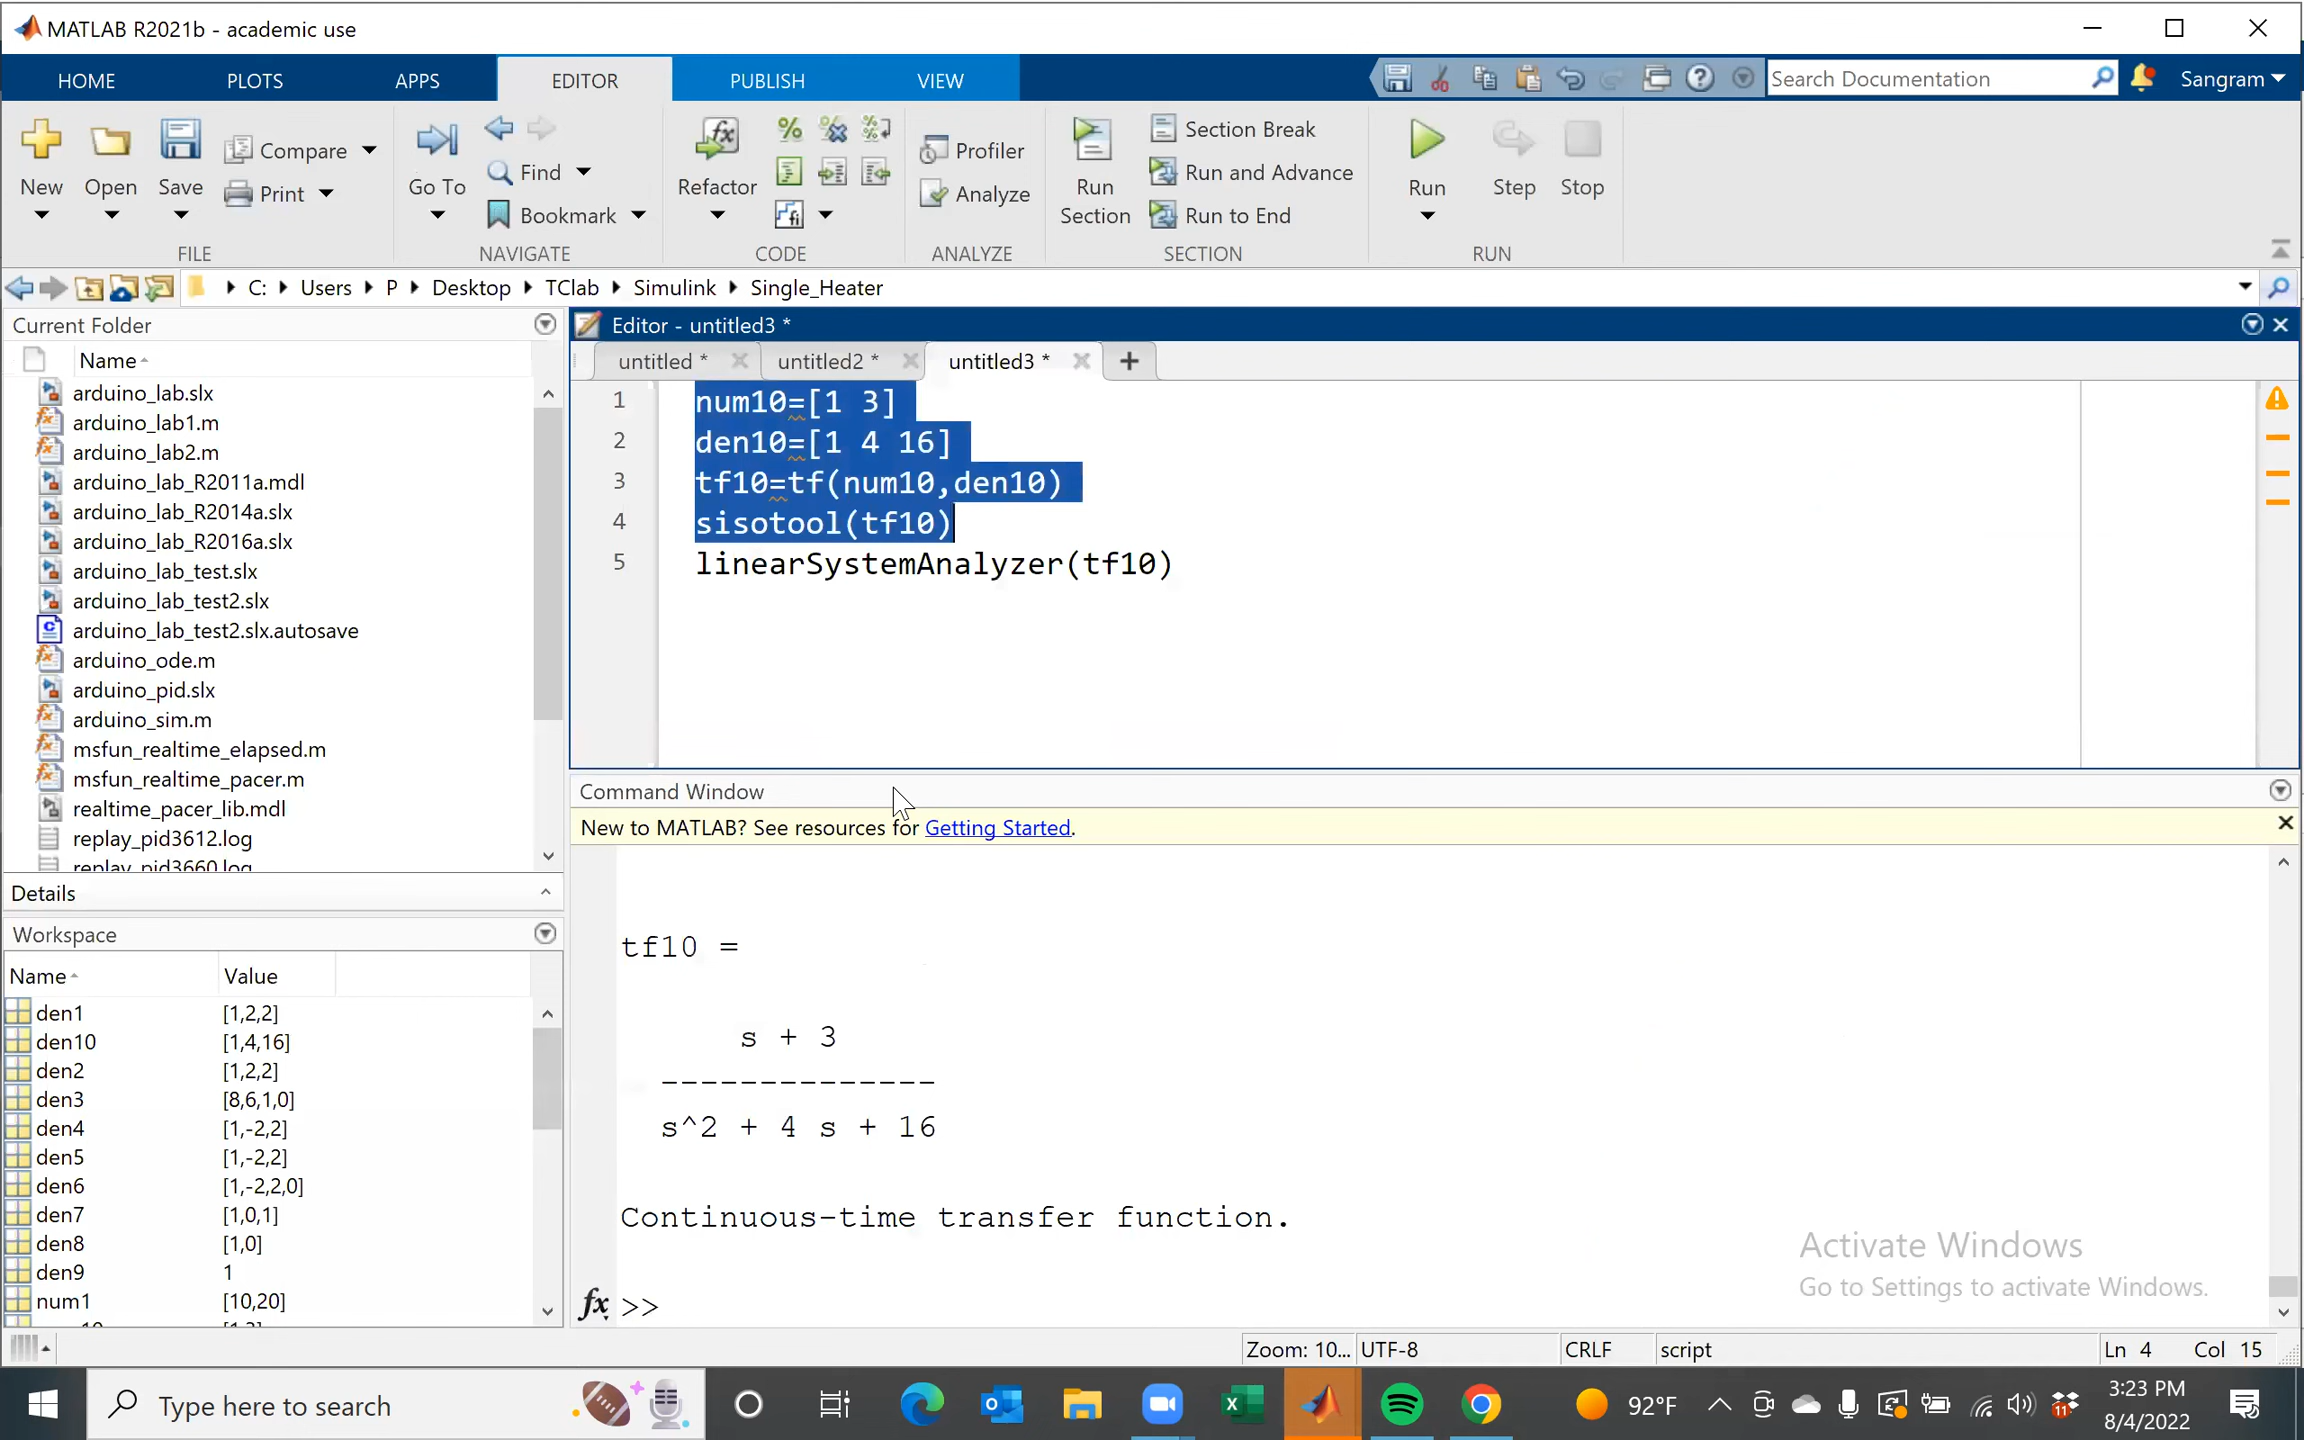 MATLAB R2021b - academic use
HOME PLOTS APPS EDITOR PUBLISH VIEW Search Documentation Sangram
New Open Save Compare Print
FILE
Go To Find Bookmark
NAVIGATE
Refactor
CODE
Profiler Analyze
ANALYZE
Run Section Section Break Run and Advance Run to End
SECTION
Run Step Stop
RUN
C: Users P Desktop TClab Simulink Single_Heater
Current Folder
Name
arduino_lab.slx
arduino_lab1.m
arduino_lab2.m
arduino_lab_R2011a.mdl
arduino_lab_R2014a.slx
arduino_lab_R2016a.slx
arduino_lab_test.slx
arduino_lab_test2.slx
arduino_lab_test2.slx.autosave
arduino_ode.m
arduino_pid.slx
arduino_sim.m
msfun_realtime_elapsed.m
msfun_realtime_pacer.m
realtime_pacer_lib.mdl
replay_pid3612.log
replay_pid3660.log
Details
Workspace
Name Value
den1 [1,2,2]
den10 [1,4,16]
den2 [1,2,2]
den3 [8,6,1,0]
den4 [1,-2,2]
den5 [1,-2,2]
den6 [1,-2,2,0]
den7 [1,0,1]
den8 [1,0]
den9 1
num1 [10,20]
Editor - untitled3 *
untitled * untitled2 * untitled3 *
1 num10=[1 3]
2 den10=[1 4 16]
3 tf10=tf(num10,den10)
4 sisotool(tf10)
5 linearSystemAnalyzer(tf10)
Command Window
New to MATLAB? See resources for Getting Started.
tf10 =
s + 3
--------------
s^2 + 4 s + 16
Continuous-time transfer function.
fx >>
Activate Windows
Go to Settings to activate Windows.
Zoom: 10... UTF-8 CRLF script Ln 4 Col 15
Type here to search 92°F 11 3:23 PM
8/4/2022